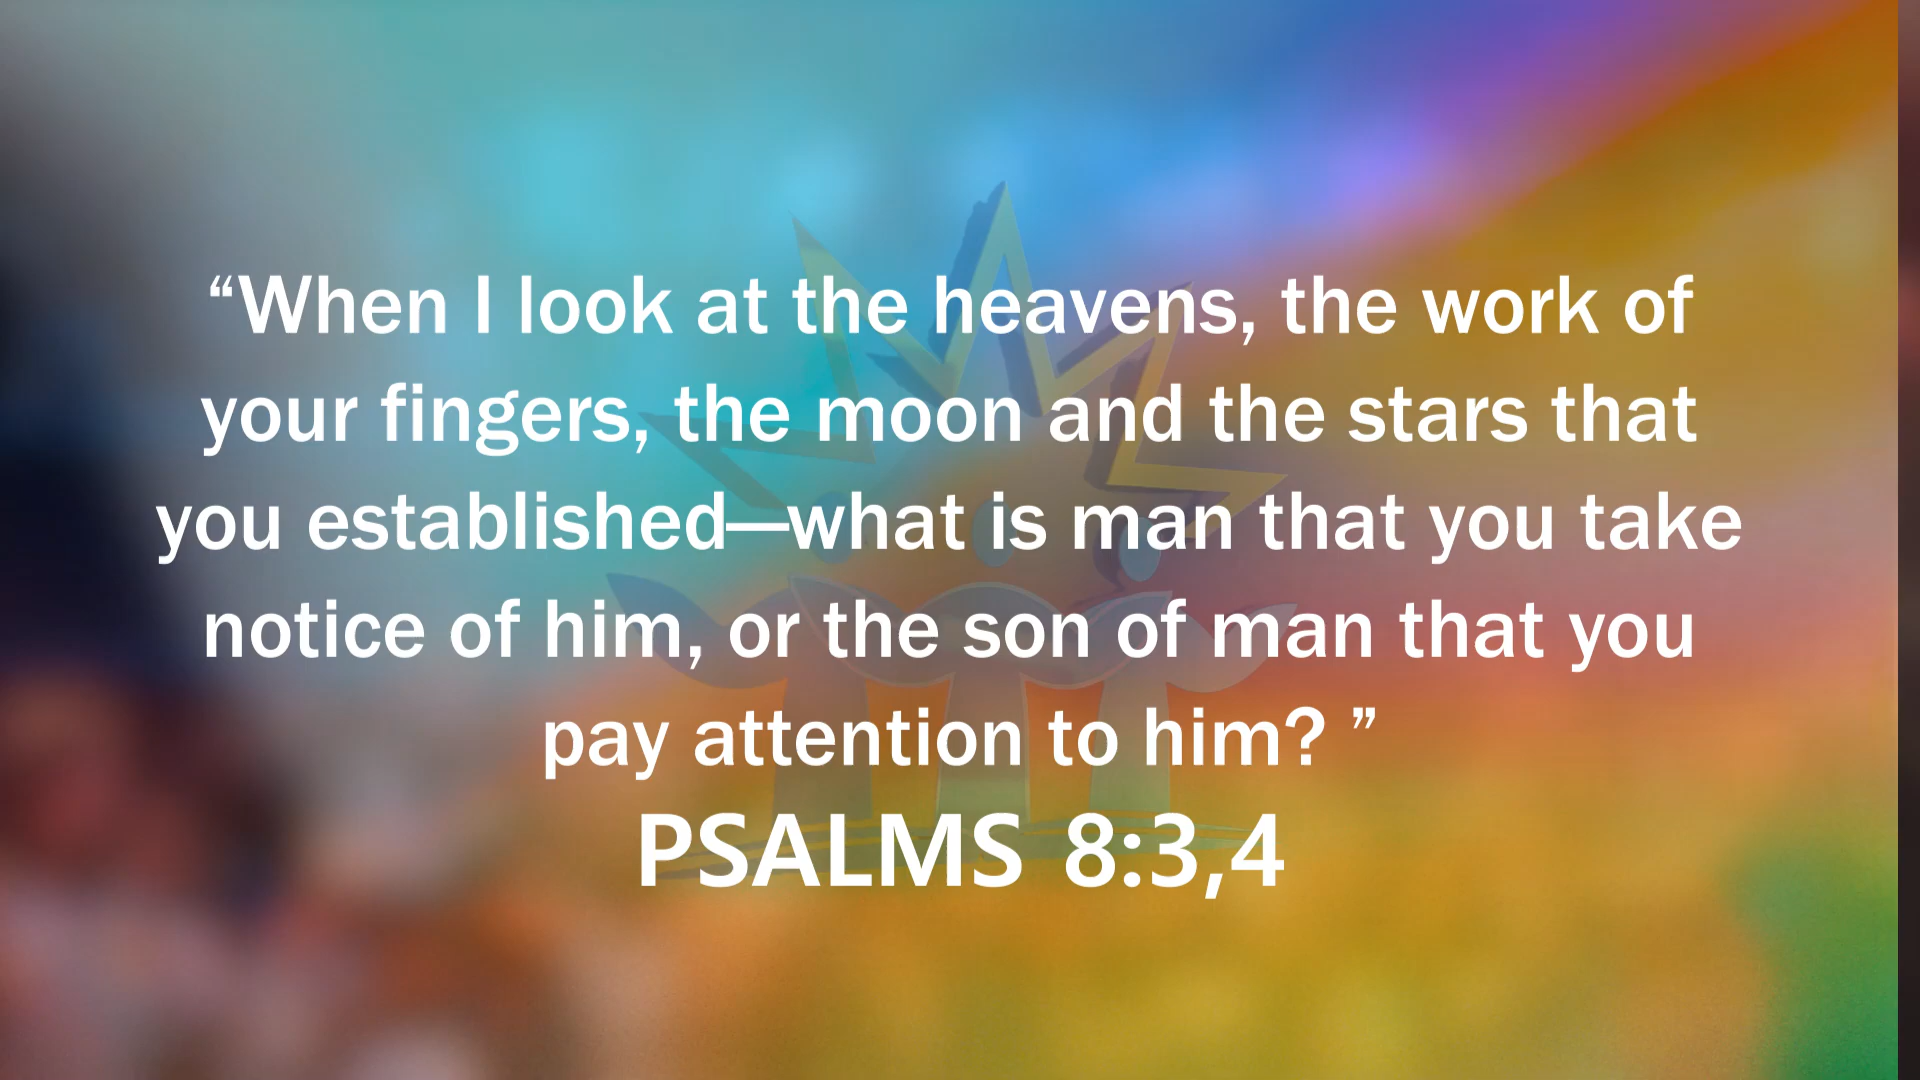 “When I look at the heavens, the work of
your fingers, the moon and the stars that
you established—what is man that you take
notice of him, or the son of man that you
pay attention to him? ”
PSALMS 8:3,4